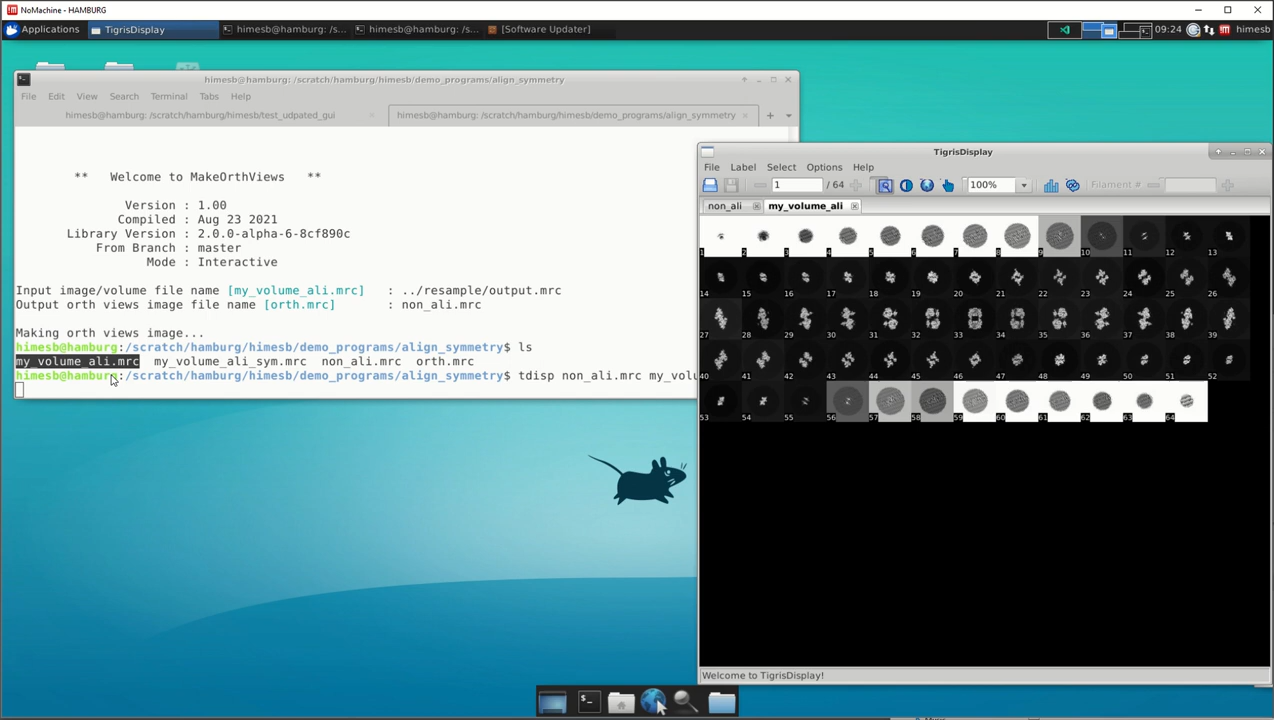 NoMachine - HAMBURG
Applications TigrisDisplay himesb@hamburg: /s... himesb@hamburg: /s... [Software Updater] 09:24 himesb
himesb@hamburg: /scratch/hamburg/himesb/demo_programs/align_symmetry
File Edit View Search Terminal Tabs Help
himesb@hamburg: /scratch/hamburg/himesb/test_udpated_gui himesb@hamburg: /scratch/hamburg/himesb/demo_programs/align_symmetry
** Welcome to MakeOrthViews **
Version : 1.00
Compiled : Aug 23 2021
Library Version : 2.0.0-alpha-6-8cf890c
From Branch : master
Mode : Interactive
Input image/volume file name [my_volume_ali.mrc] : ../resample/output.mrc
Output orth views image file name [orth.mrc] : non_ali.mrc
Making orth views image...
himesb@hamburg:/scratch/hamburg/himesb/demo_programs/align_symmetry$ ls
my_volume_ali.mrc my_volume_ali_sym.mrc non_ali.mrc orth.mrc
himesb@hamburg:/scratch/hamburg/himesb/demo_programs/align_symmetry$ tdisp non_ali.mrc my_volu
TigrisDisplay
File Label Select Options Help
1 / 64 100% Filament #
non_ali my_volume_ali
1 2 3 4 5 6 7 8 9 10 11 12 13
14 15 16 17 18 19 20 21 22 23 24 25 26
27 28 29 30 31 32 33 34 35 36 37 38 39
40 41 42 43 44 45 46 47 48 49 50 51 52
53 54 55 56 57 58 59 60 61 62 63 64
Welcome to TigrisDisplay!